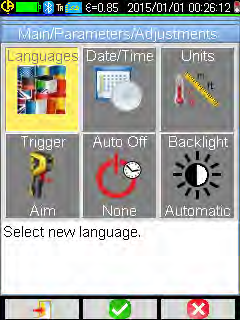 ε=0.85 2015/01/01 00:26:12
Main/Parameters/Adjustments
Languages Date/Time Units
m
ft
Trigger Auto Off Backlight
Aim None Automatic
Select new language.